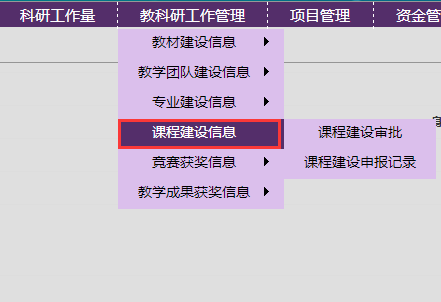 科研工作量 教科研工作管理 项目管理 资金管
教材建设信息
教学团队建设信息
专业建设信息
课程建设信息 课程建设审批
竞赛获奖信息 课程建设申报记录
教学成果获奖信息